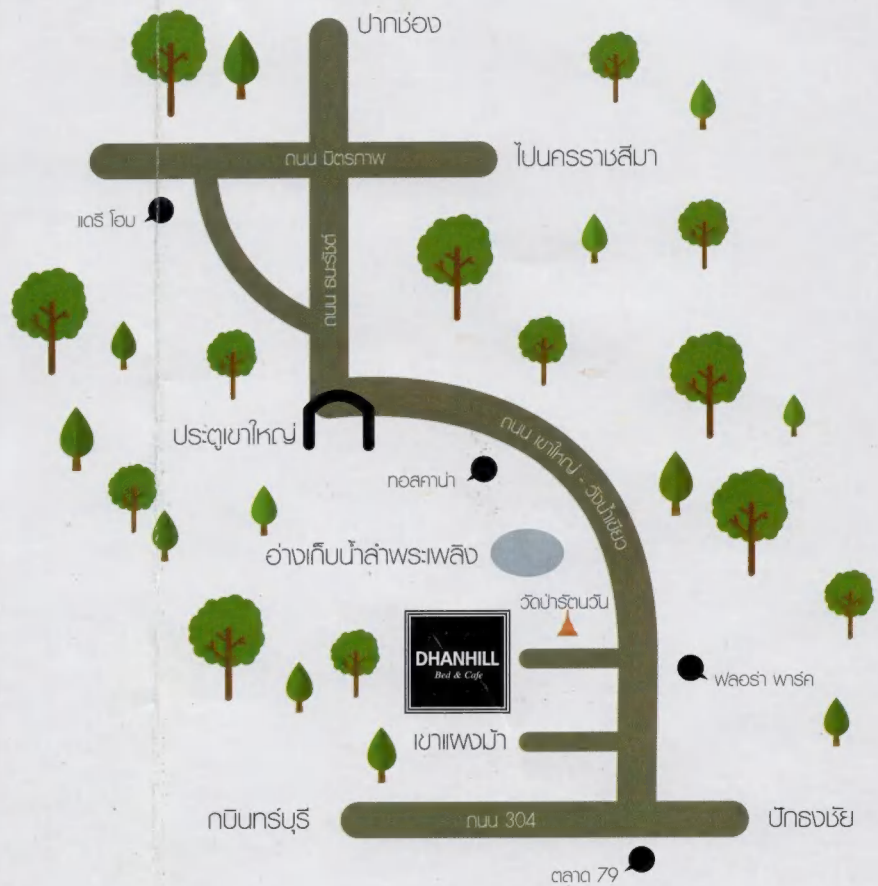 ปากช่อง
ถนน มิตรภาพ
ไปนครราชสีมา
แดรี่ โฮม
ถนน ธนะรัชต์
ประตูเขาใหญ่
ถนน เขาใหญ่ - วังน้ำเขียว
ทอสคาน่า
อ่างเก็บน้ำลำพระเพลิง
วัดป่ารัตนวัน
DHANHILL
Bed & Cafe
ฟลอร่า พาร์ค
เขาแผงม้า
กบินทร์บุรี
ถนน 304
ปักธงชัย
ตลาด 79